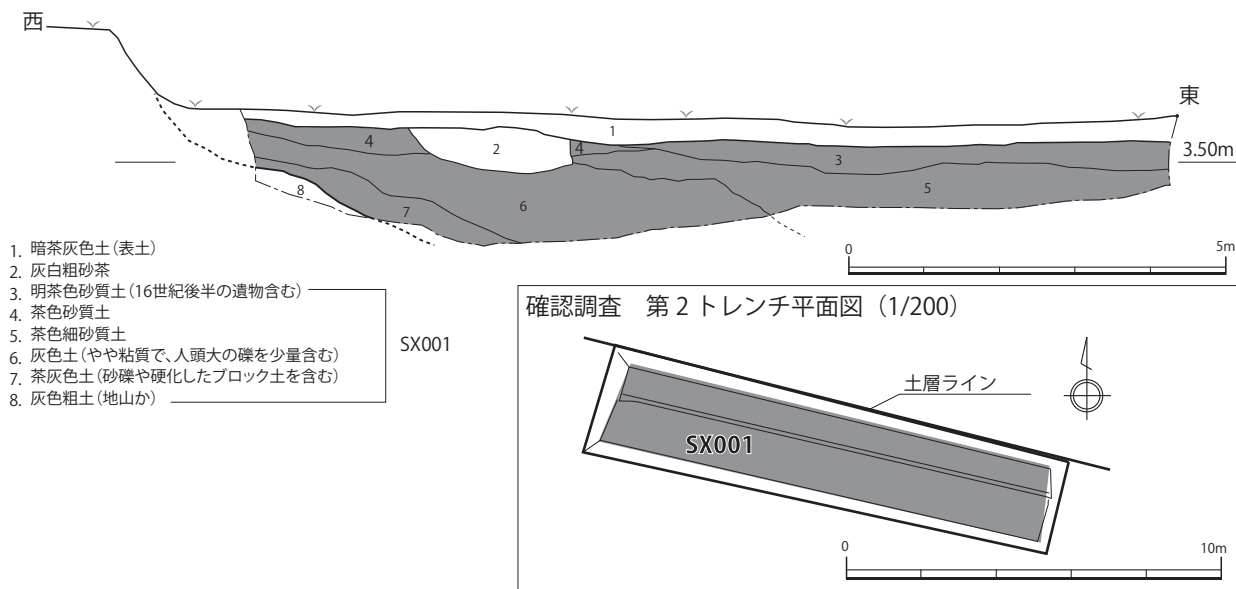 西
東
1
4
2
4
3
3.50m
8
7
6
5
0
5m
1. 暗茶灰色土(表土)
2. 灰白粗砂茶
3. 明茶色砂質土(16世紀後半の遺物含む)
4. 茶色砂質土
5. 茶色細砂質土
6. 灰色土(やや粘質で、人頭大の礫を少量含む)
7. 茶灰色土(砂礫や硬化したブロック土を含む)
8. 灰色粗土(地山か)
SX001
確認調査 第2トレンチ平面図(1/200)
土層ライン
SX001
0
10m